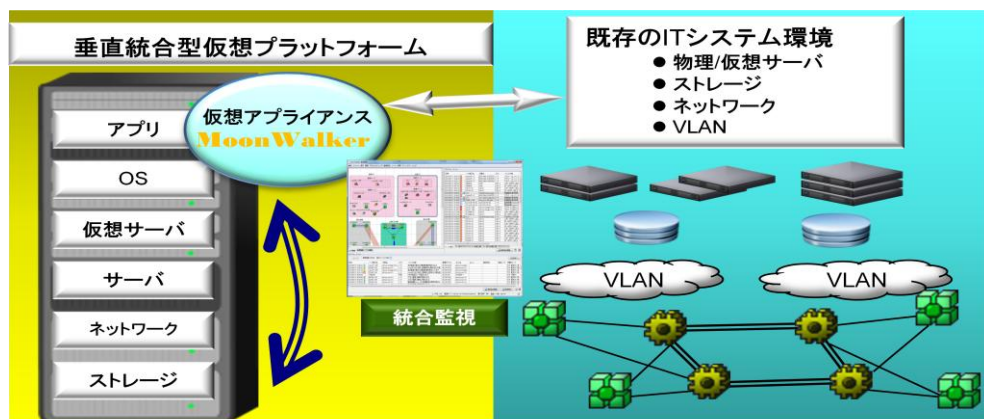 垂直統合型仮想プラットフォーム
アプリ
OS
仮想サーバ
サーバ
ネットワーク
ストレージ
仮想アプライアンス
MoonWalker
統合監視
既存のITシステム環境
● 物理/仮想サーバ
● ストレージ
● ネットワーク
● VLAN
VLAN
VLAN